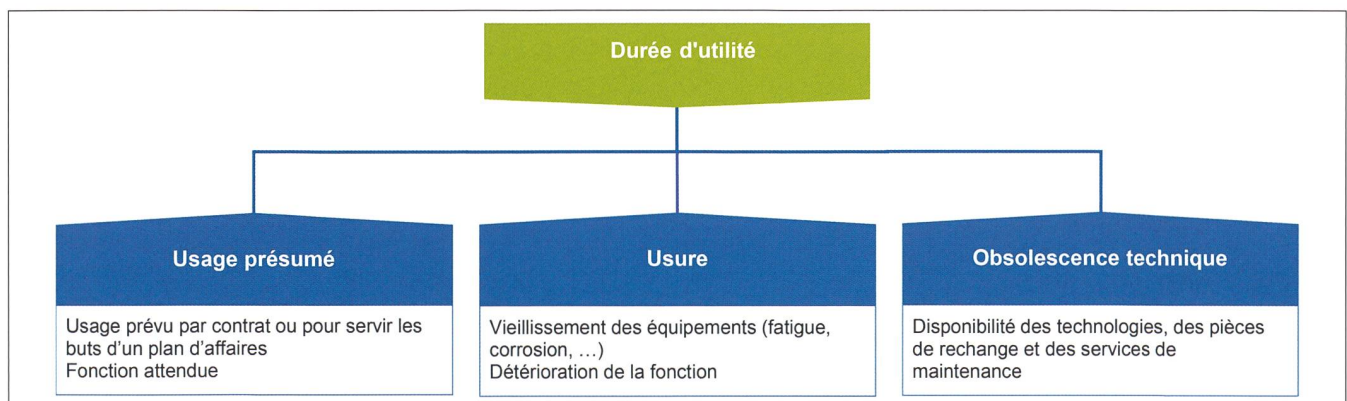 Durée d'utilité
Usage présumé
Usage prévu par contrat ou pour servir les
buts d'un plan d'affaires
Fonction attendue
Usure
Vieillissement des équipements (fatigue,
corrosion, …)
Détérioration de la fonction
Obsolescence technique
Disponibilité des technologies, des pièces
de rechange et des services de
maintenance